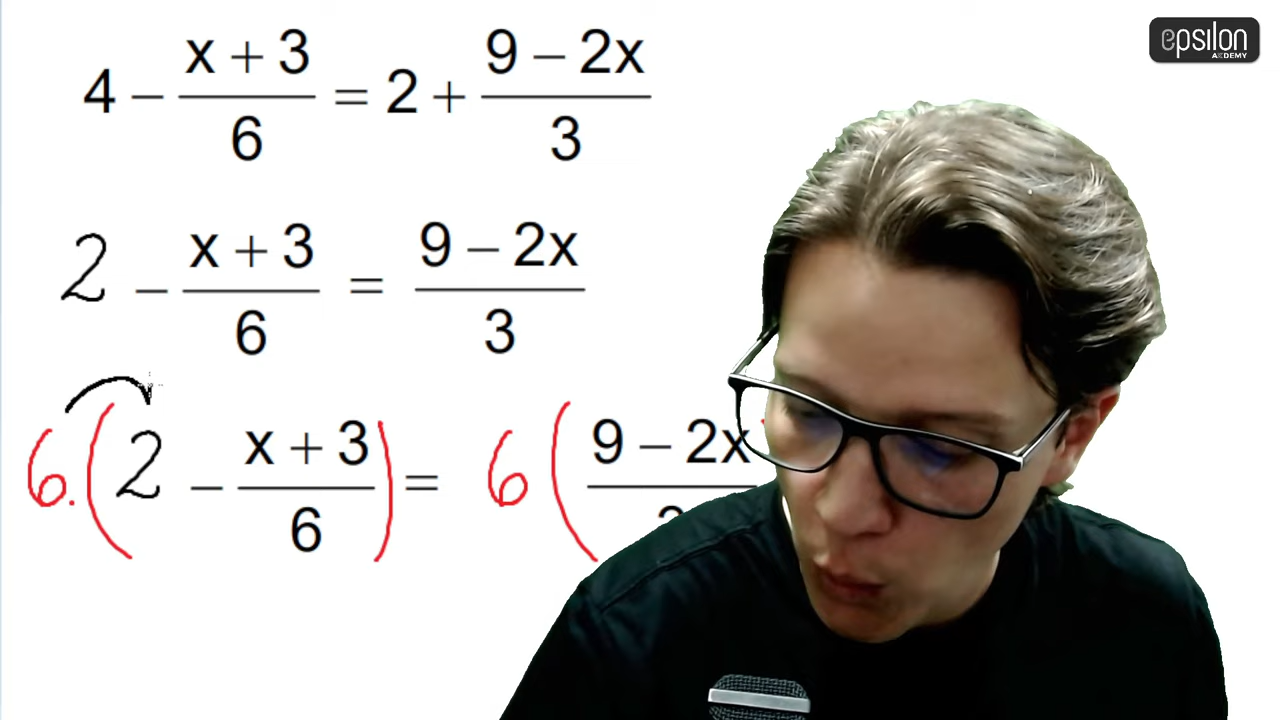 epsilon
AKDEMY
4 − (x + 3)/6 = 2 + (9 − 2x)/3
2 − (x + 3)/6 = (9 − 2x)/3
6.(2 − (x + 3)/6) = 6((9 − 2x)/